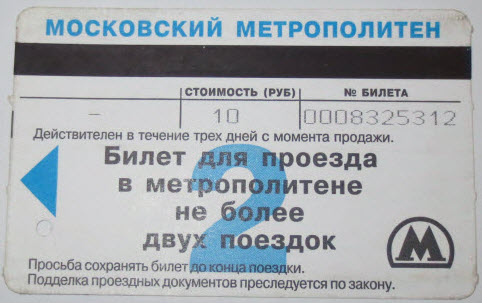 МОСКОВСКИЙ МЕТРОПОЛИТЕН
СТОИМОСТЬ (РУБ) № БИЛЕТА
– 10 0008325312
Действителен в течение трех дней с момента продажи.
2
Билет для проезда
в метрополитене
не более
двух поездок
М
Просьба сохранять билет до конца поездки.
Подделка проездных документов преследуется по закону.